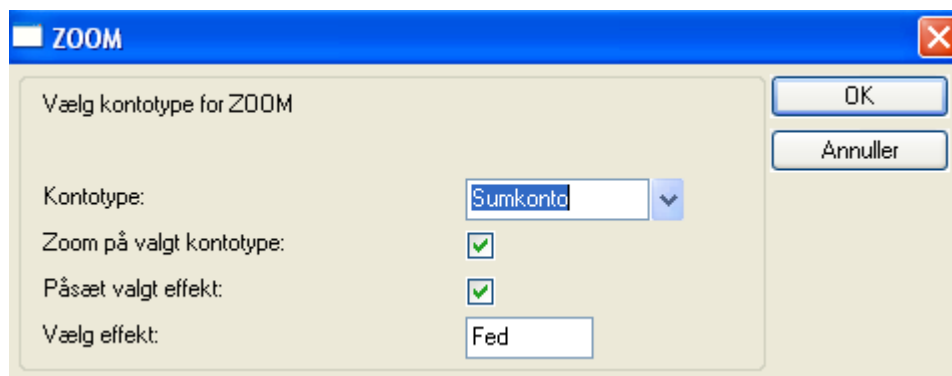 ZOOM
Vælg kontotype for ZOOM
OK
Annuller
Kontotype: Sumkonto
Zoom på valgt kontotype:
Påsæt valgt effekt:
Vælg effekt: Fed